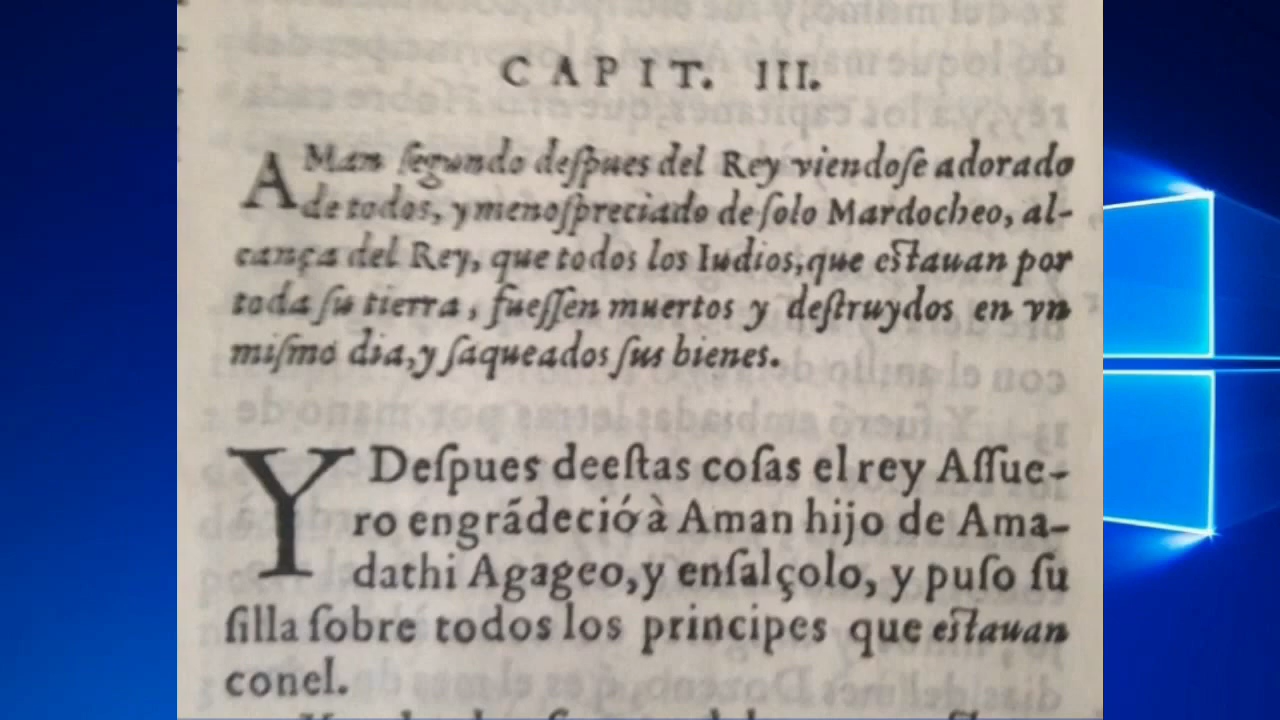 CAPIT. III.
AMan ſegundo deſpues del Rey viendoſe adorado
de todos, y menoſpreciado de ſolo Mardocheo, al-
cança del Rey, que todos los Iudios, que eſtauan por
toda ſu tierra, fueſſen muertos y deſtruydos en vn
miſmo dia, y ſaqueados ſus bienes.
Y Deſpues deeſtas coſas el rey Aſſue-
ro engrãdeció à Aman hijo de Ama-
dathi Agageo, y enſalçolo, y puſo ſu
ſilla ſobre todos los principes que eſtauan
conel.